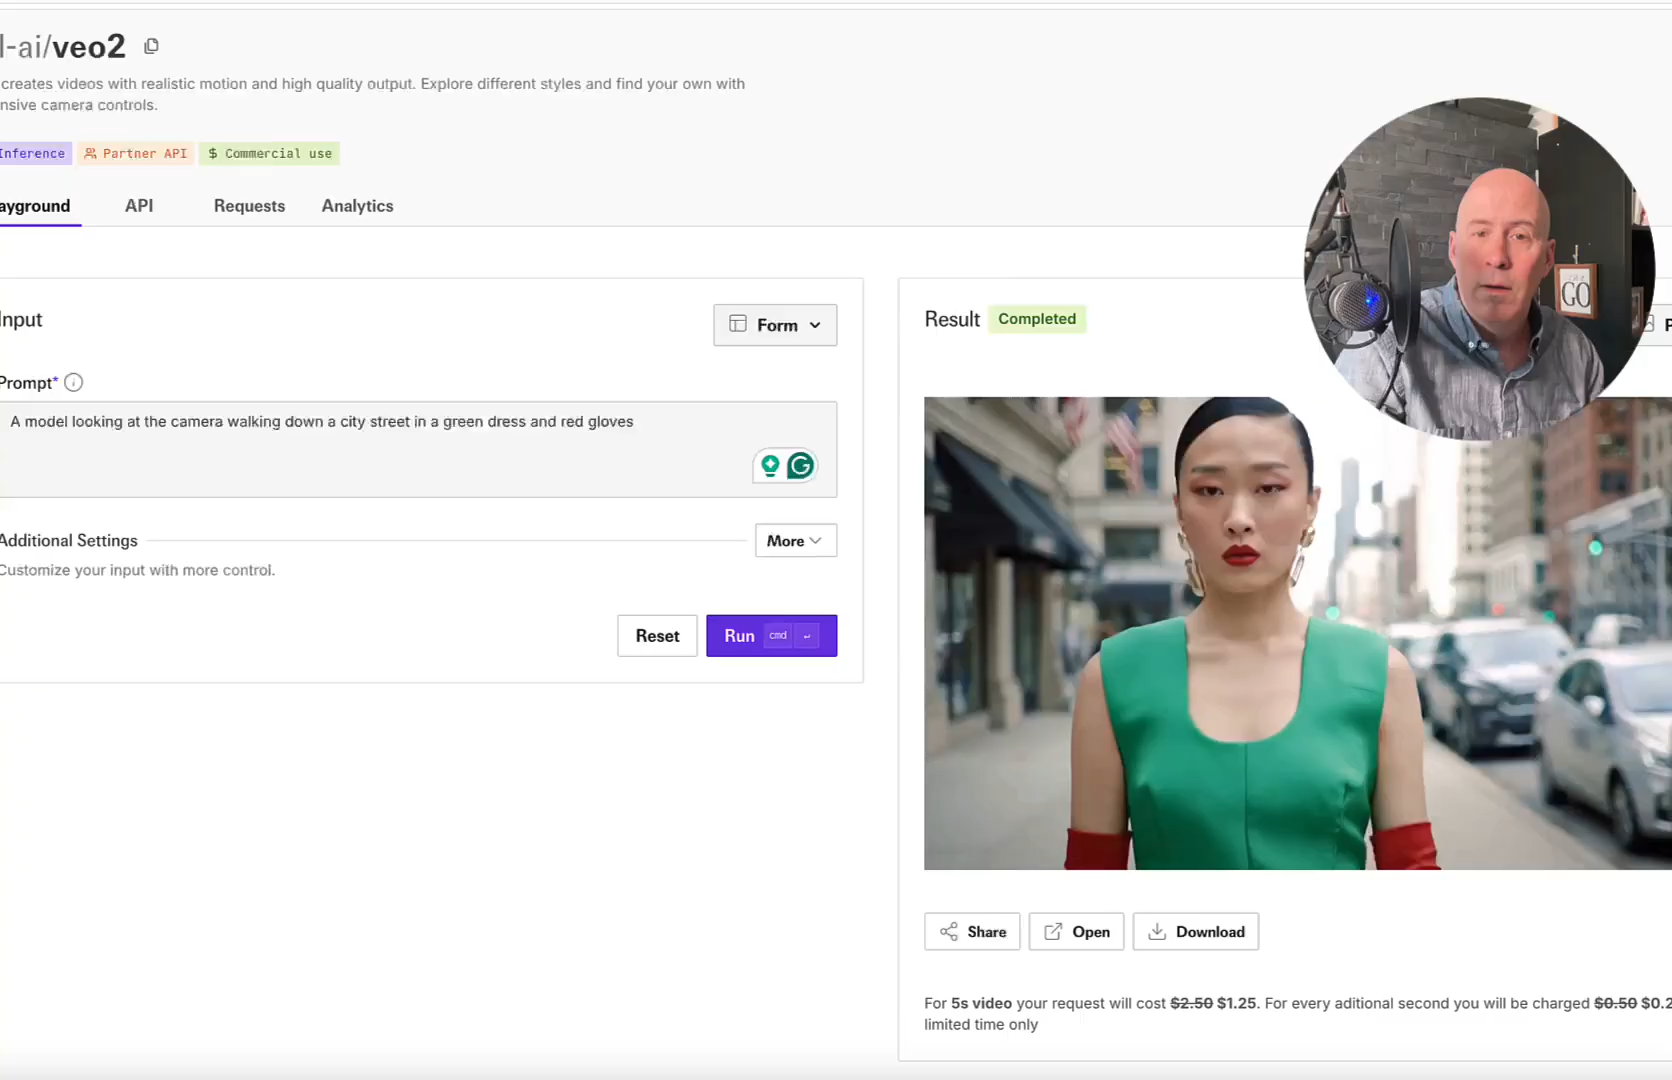 l-ai/veo2
creates videos with realistic motion and high quality output. Explore different styles and find your own with
nsive camera controls.
Inference
Partner API
$ Commercial use
ayground
API
Requests
Analytics
Input
Form
Prompt*
A model looking at the camera walking down a city street in a green dress and red gloves
Additional Settings
More
Customize your input with more control.
Reset
Run cmd ↵
Result
Completed
GO
Share
Open
Download
For 5s video your request will cost $2.50 $1.25. For every aditional second you will be charged $0.50 $0.2
limited time only